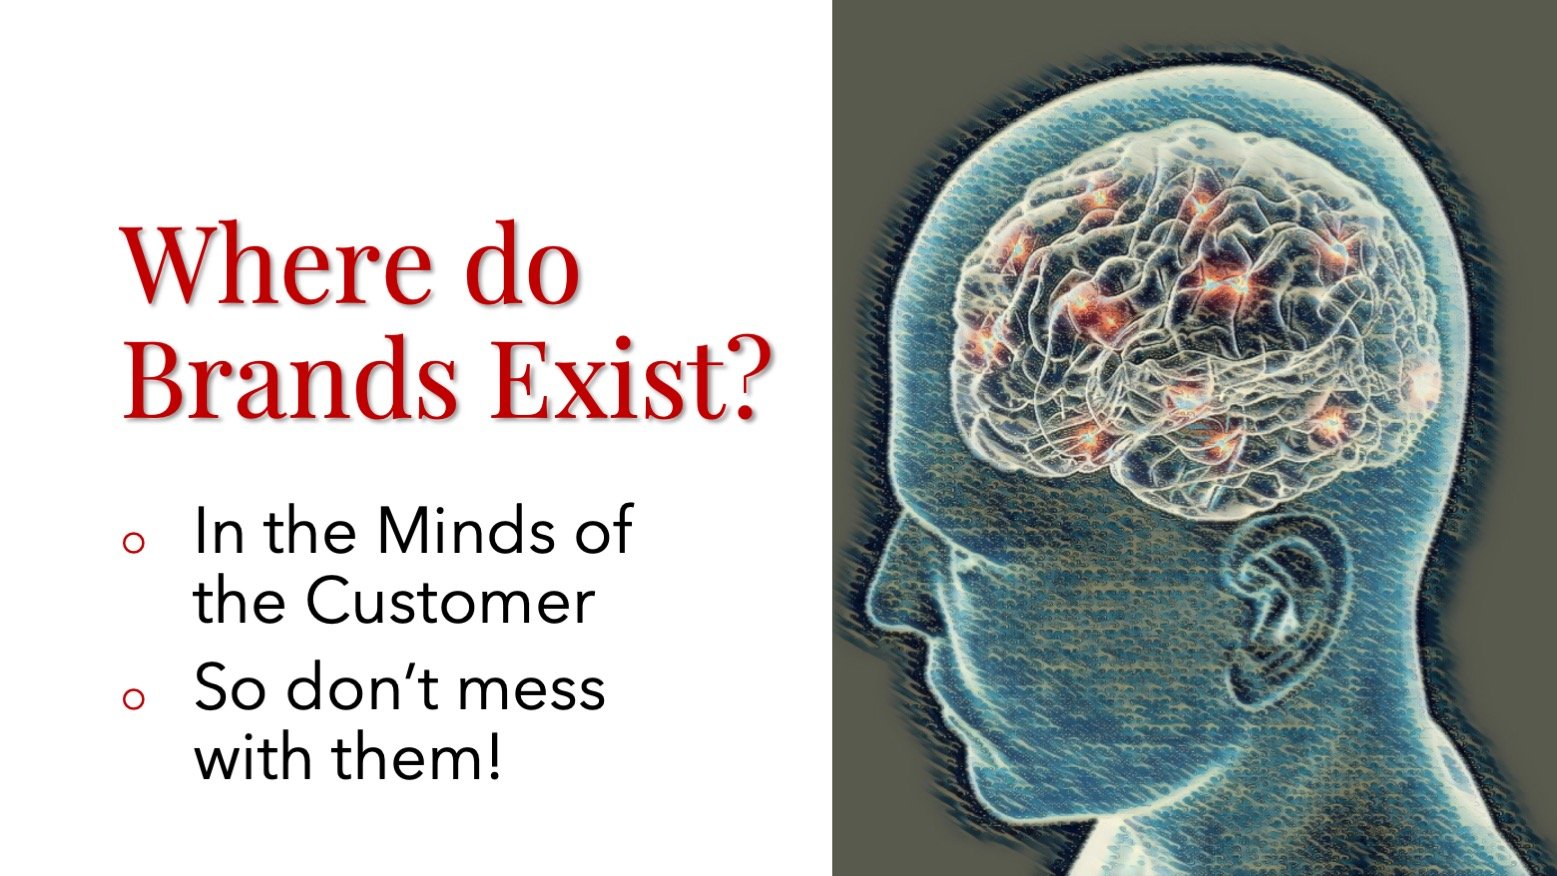 Where do
Brands Exist?
In the Minds of
the Customer
So don’t mess
with them!